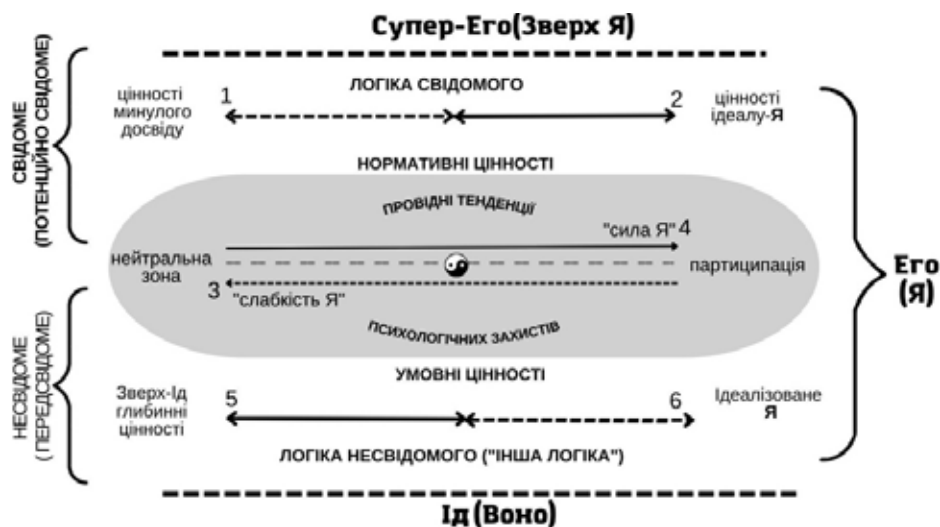 Супер-Его(Зверх Я)
СВІДОМЕ
(ПОТЕНЦІЙНО СВІДОМЕ)
ЛОГІКА СВІДОМОГО
цінності
минулого
досвіду
1
2
цінності
ідеалу-Я
НОРМАТИВНІ ЦІННОСТІ
ПРОВІДНІ ТЕНДЕНЦІЇ
"сила Я" 4
нейтральна
зона
партиципація
3 "слабкість Я"
ПСИХОЛОГІЧНИХ ЗАХИСТІВ
Его
(Я)
НЕСВІДОМЕ
( ПЕРЕДСВІДОМЕ)
УМОВНІ ЦІННОСТІ
Зверх-Ід
глибинні
цінності
5
6
Ідеалізоване
Я
ЛОГІКА НЕСВІДОМОГО ("ІНША ЛОГІКА")
Ід (Воно)